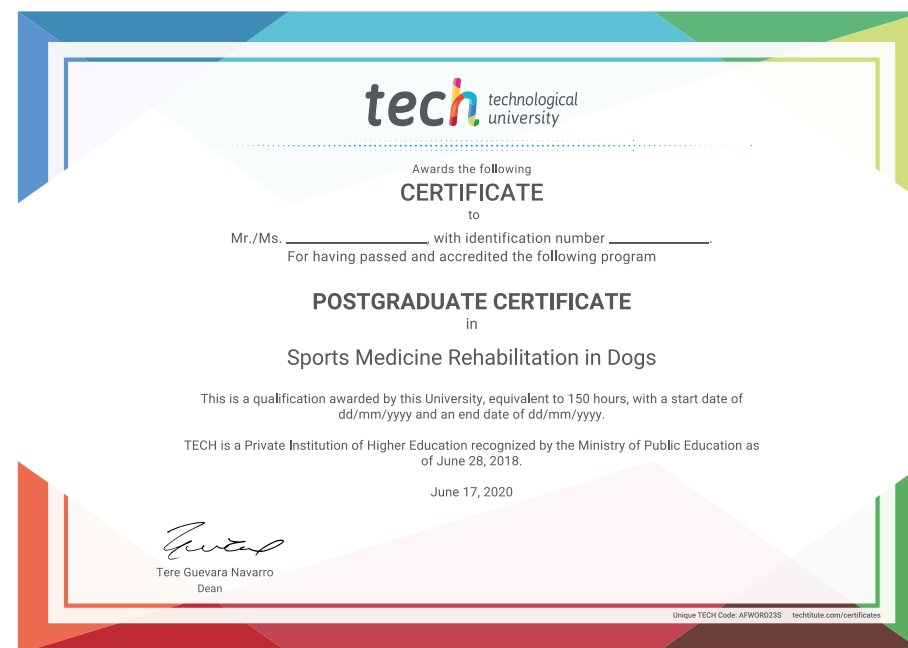 tech technological
university
Awards the following
CERTIFICATE
to
Mr./Ms. ____________________, with identification number ______________.
For having passed and accredited the following program
POSTGRADUATE CERTIFICATE
in
Sports Medicine Rehabilitation in Dogs
This is a qualification awarded by this University, equivalent to 150 hours, with a start date of
dd/mm/yyyy and an end date of dd/mm/yyyy.
TECH is a Private Institution of Higher Education recognized by the Ministry of Public Education as
of June 28, 2018.
June 17, 2020
Tere Guevara Navarro
Dean
Unique TECH Code: AFWORD23S techtitute.com/certificates